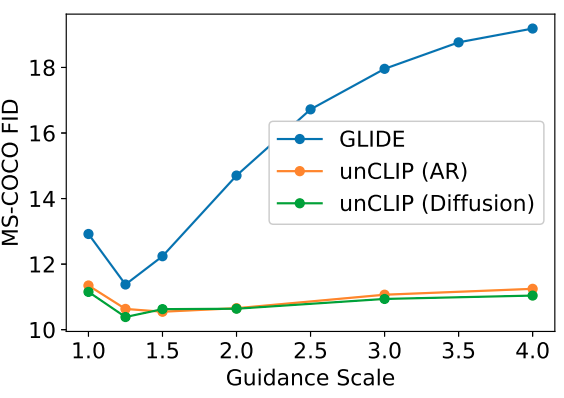 MS-COCO FID
18
16
14
12
10
GLIDE
unCLIP (AR)
unCLIP (Diffusion)
1.0 1.5 2.0 2.5 3.0 3.5 4.0
Guidance Scale